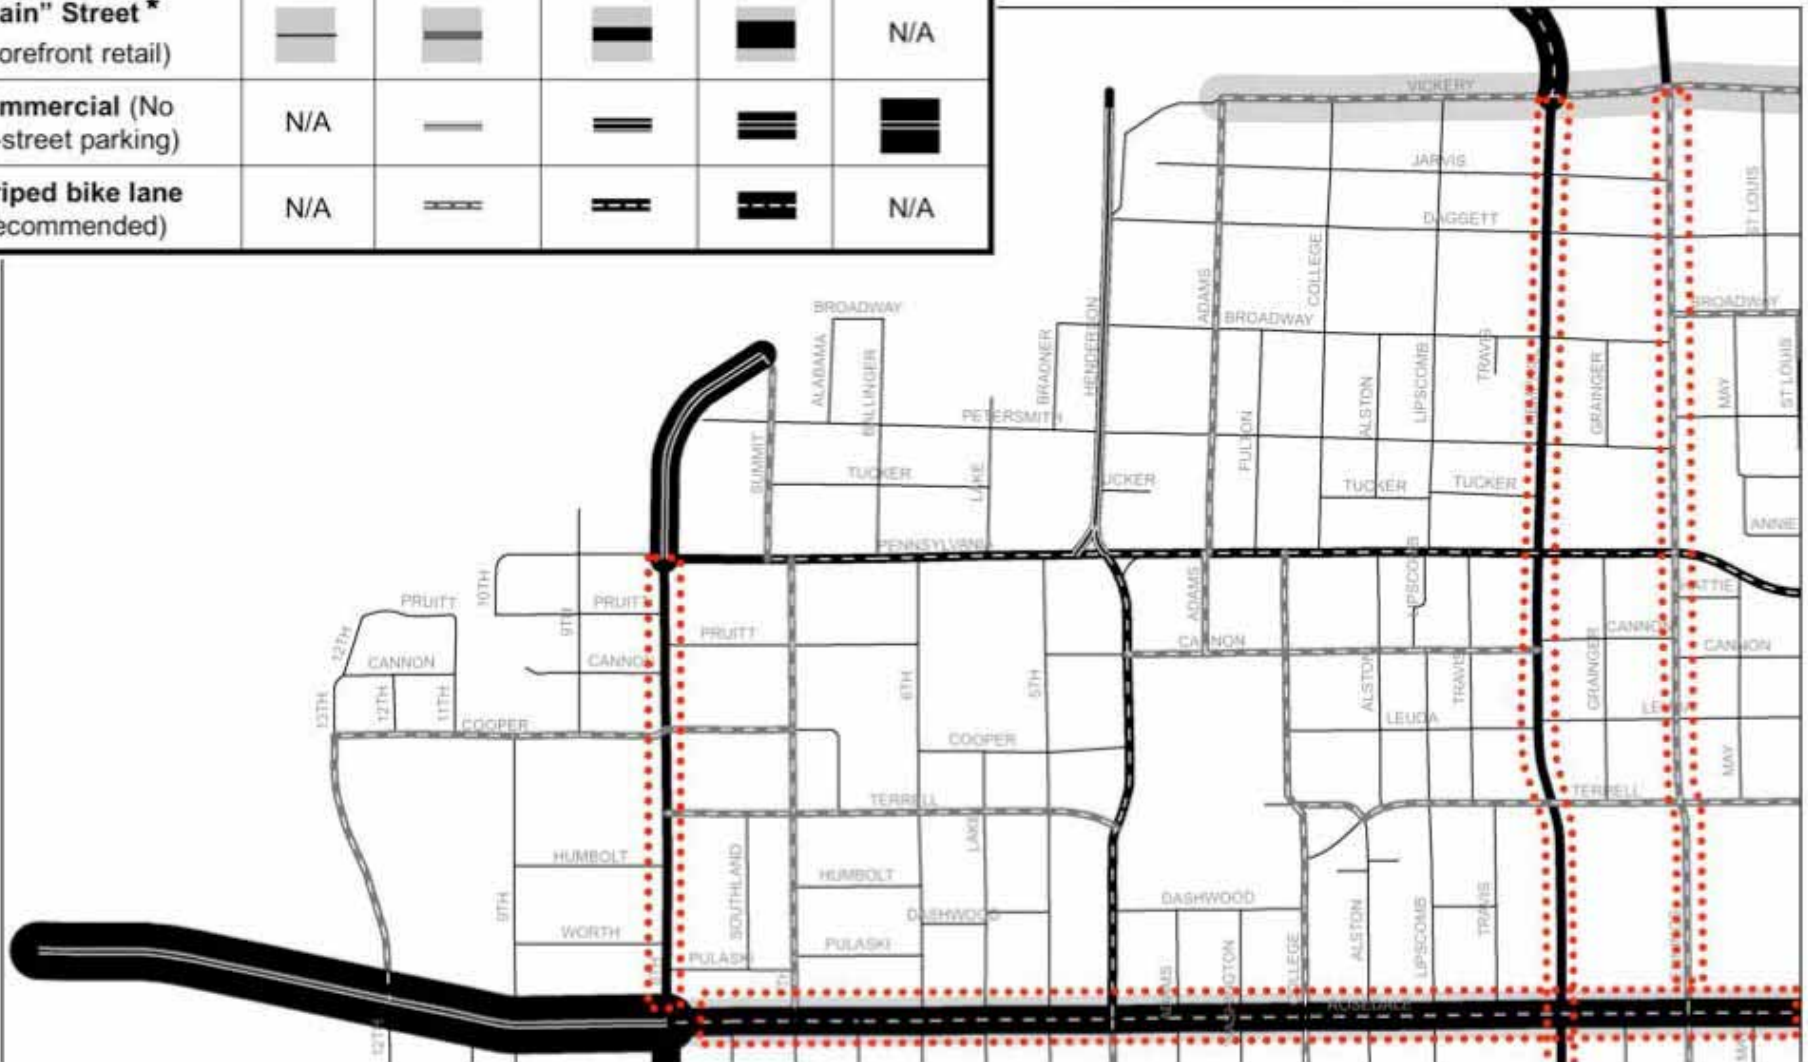 ain" Street *
orefront retail)
N/A
mmercial (No
-street parking)
N/A
riped bike lane
ecommended)
N/A
N/A
VICKERY
JARVIS
ST LOUIS
DAGGETT
COLLEGE
ADAMS
BROADWAY
BROADWAY
BROADWAY
HENDERSON
BRADNER
ALABAMA
BALLINGER
TRAVIS
ST LOUIS
MAY
GRAINGER
LIPSCOMB
ALSTON
FULTON
PETERSMITH
SUMMIT
TUCKER
LAKE
UCKER
TUCKER
TUCKER
ANNIE
PENNSYLVANIA
LIPSCOMB
10TH
ADAMS
HATTIE
PRUITT
PRUITT
9TH
PRUITT
12TH
CANNON
CANNON
CANNON
CANNON
CANNON
6TH
5TH
ALSTON
TRAVIS
GRAINGER
13TH
12TH
11TH
LEUDA
COOPER
COOPER
MAY
TERRELL
TERRELL
LAKE
HUMBOLT
SOUTHLAND
HUMBOLT
9TH
DASHWOOD
DASHWOOD
TRAVIS
ALSTON
LIPSCOMB
WORTH
PULASKI
PULASKI
COLLEGE
ADAMS
ROSEDALE
12TH